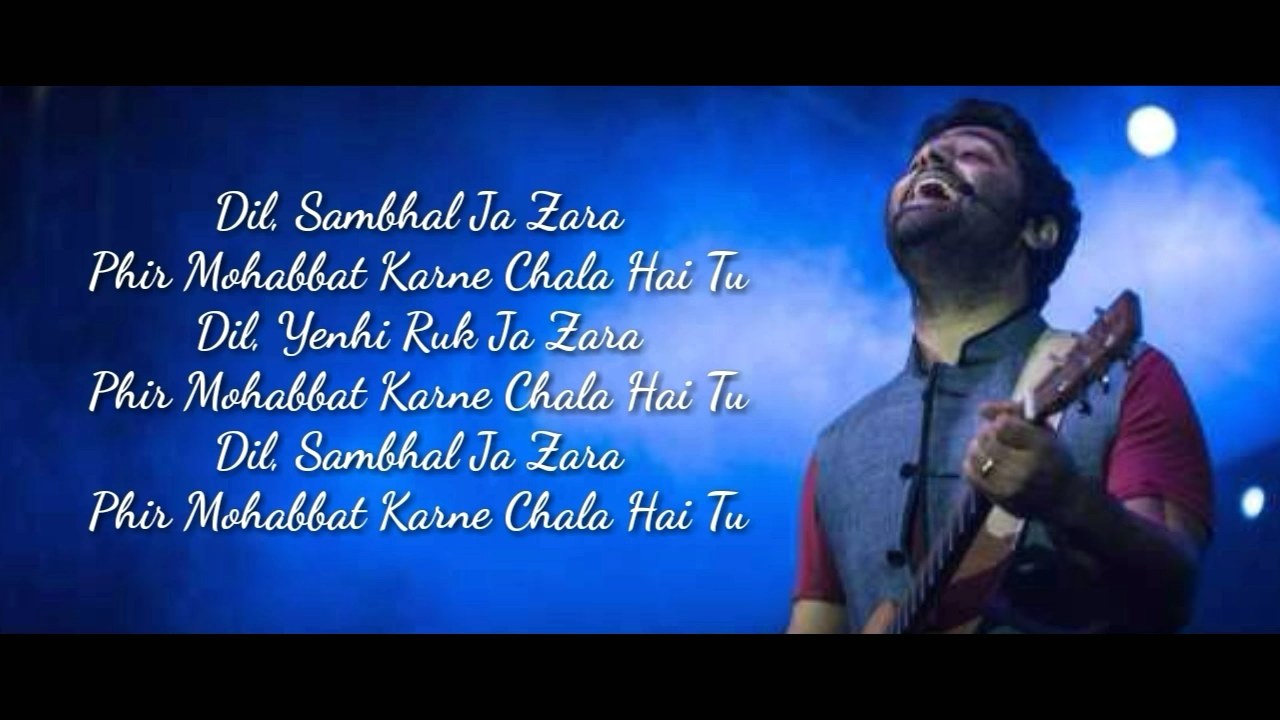 Dil, Sambhal Ja Zara
Phir Mohabbat Karne Chala Hai Tu
Dil, Yenhi Ruk Ja Zara
Phir Mohabbat Karne Chala Hai Tu
Dil, Sambhal Ja Zara
Phir Mohabbat Karne Chala Hai Tu